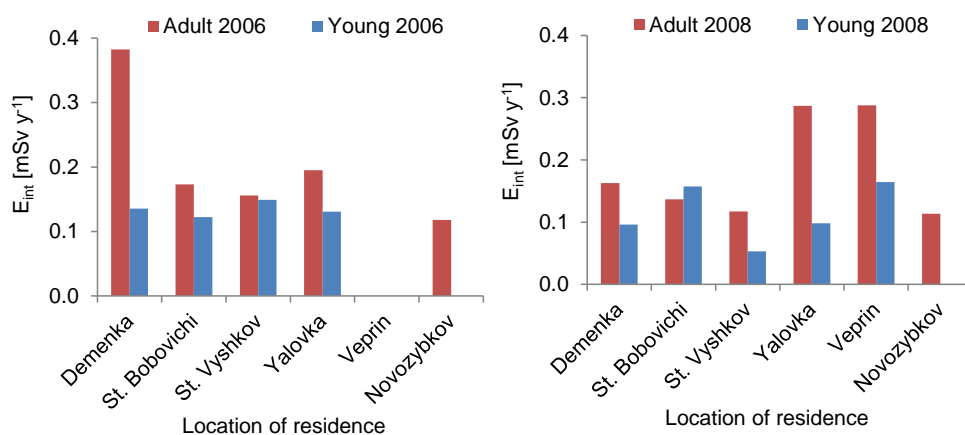 Adult 2006 Young 2006
E_int [mSv y⁻¹]
0.4
0.3
0.2
0.1
0.0
Demenka
St. Bobovichi
St. Vyshkov
Yalovka
Veprin
Novozybkov
Location of residence
Adult 2008 Young 2008
E_int [mSv y⁻¹]
0.4
0.3
0.2
0.1
0.0
Demenka
St. Bobovichi
St. Vyshkov
Yalovka
Veprin
Novozybkov
Location of residence